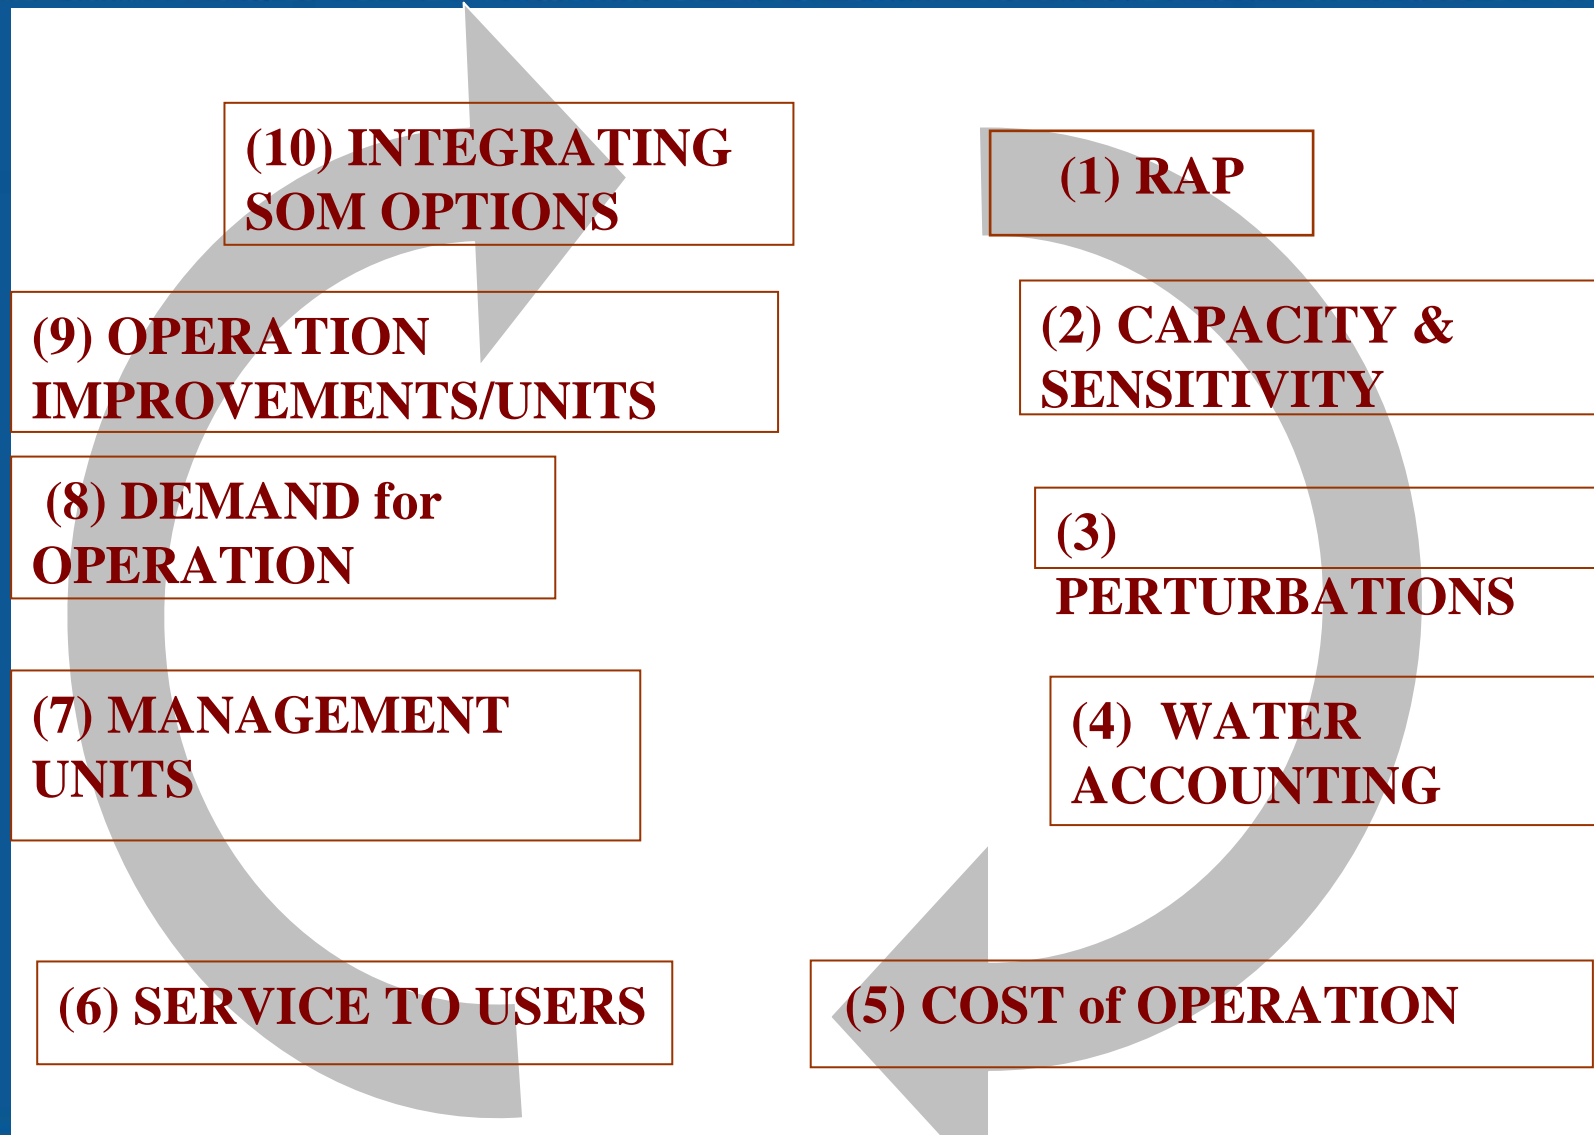 (1) RAP
(2) CAPACITY &
SENSITIVITY
(3)
PERTURBATIONS
(4) WATER
ACCOUNTING
(5) COST of OPERATION
(6) SERVICE TO USERS
(7) MANAGEMENT
UNITS
(8) DEMAND for
OPERATION
(9) OPERATION
IMPROVEMENTS/UNITS
(10) INTEGRATING
SOM OPTIONS